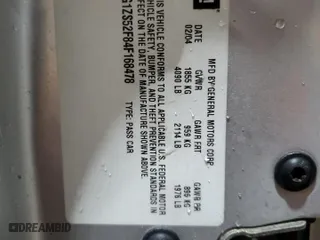 MFD BY GENERAL MOTORS CORP
02/04 GVWR GAWR FRT GAWR RR
1855 KG 959 KG 896 KG
4090 LB 2114 LB 1976 LB
THIS VEHICLE CONFORMS TO ALL APPLICABLE U.S. FEDERAL MOTOR
VEHICLE SAFETY, BUMPER, AND THEFT PREVENTION STANDARDS IN
EFFECT ON THE DATE OF MANUFACTURE SHOWN ABOVE.
G1ZS52F84F168478 TYPE: PASS CAR
DREAMBID